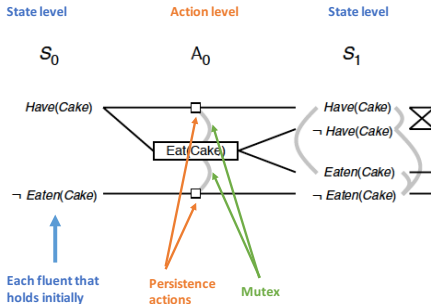 State level Action level State level
S0 A0 S1
Have(Cake) Have(Cake)
¬ Have(Cake)
Eat(Cake)
Eaten(Cake)
¬ Eaten(Cake) ¬ Eaten(Cake)
Each fluent that
holds initially
Persistence
actions
Mutex